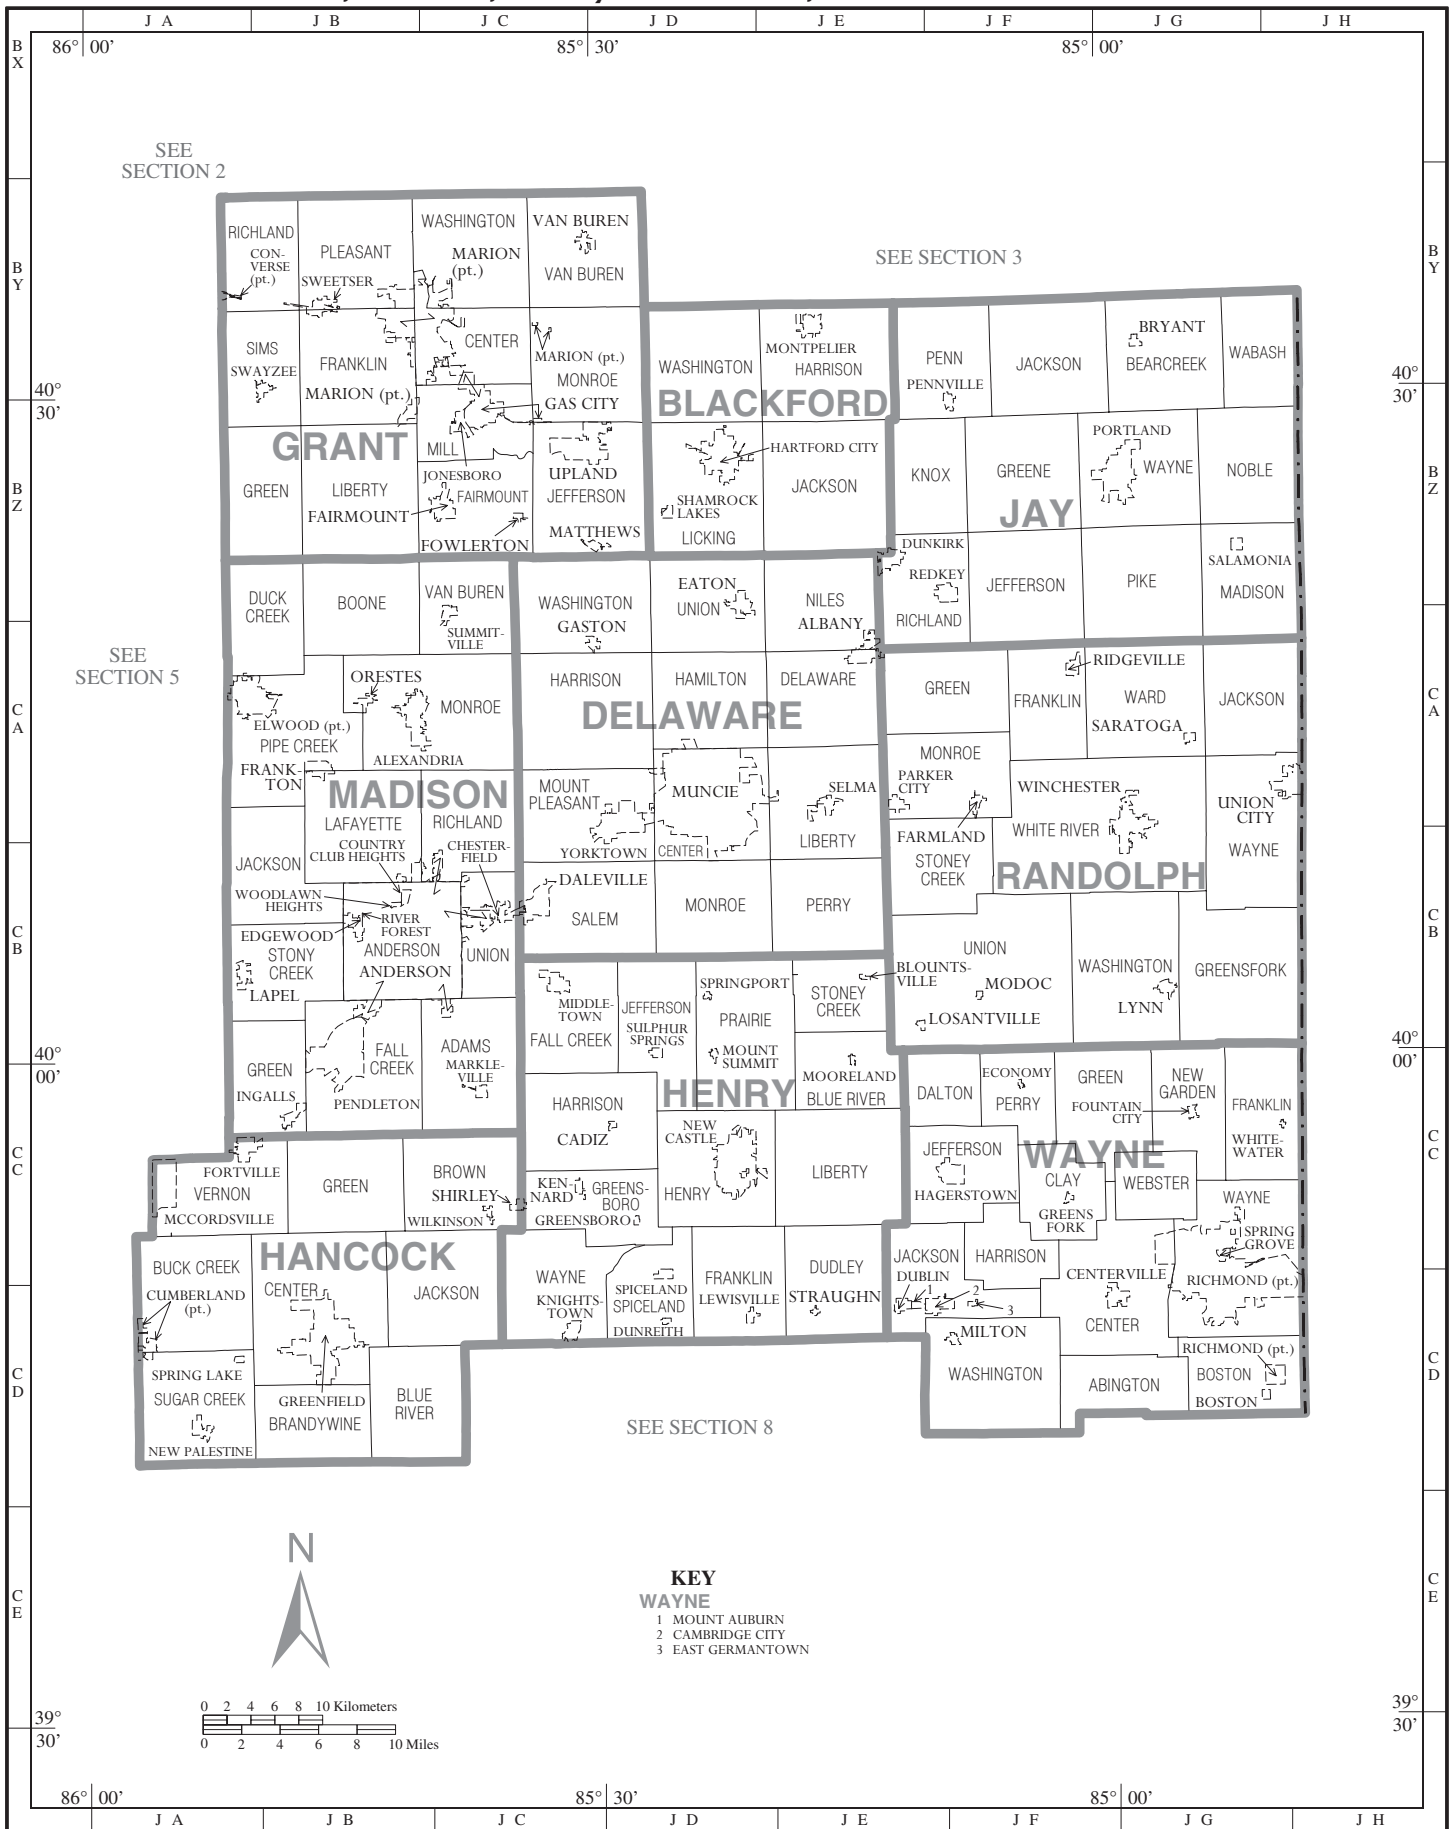 J A
J B
J C
J D
J E
J F
J G
J H
86° 00'
85° 30'
85° 00'
B
X
B
Y
B
Z
C
A
C
B
C
C
C
D
C
E
B
Y
B
Z
C
A
C
B
C
C
C
D
C
E
40°
30'
40°
30'
40°
00'
40°
00'
39°
30'
39°
30'
SEE
SECTION 2
SEE SECTION 3
SEE
SECTION 5
SEE SECTION 8
GRANT
RICHLAND
CON-
VERSE
(pt.)
PLEASANT
SWEETSER
WASHINGTON
MARION
(pt.)
VAN BUREN
VAN BUREN
SIMS
SWAYZEE
FRANKLIN
MARION (pt.)
CENTER
MARION (pt.)
MONROE
GAS CITY
MILL
JONESBORO
GREEN
LIBERTY
FAIRMOUNT
FAIRMOUNT
FOWLERTON
UPLAND
JEFFERSON
MATTHEWS
BLACKFORD
WASHINGTON
MONTPELIER
HARRISON
HARTFORD CITY
SHAMROCK
LAKES
LICKING
JACKSON
JAY
PENN
PENNVILLE
JACKSON
BRYANT
BEARCREEK
WABASH
KNOX
GREENE
PORTLAND
WAYNE
NOBLE
DUNKIRK
REDKEY
RICHLAND
JEFFERSON
PIKE
SALAMONIA
MADISON
MADISON
DUCK
CREEK
BOONE
VAN BUREN
SUMMIT-
VILLE
ORESTES
MONROE
ELWOOD (pt.)
PIPE CREEK
ALEXANDRIA
FRANK-
TON
LAFAYETTE
RICHLAND
COUNTRY
CLUB HEIGHTS
CHESTER-
FIELD
JACKSON
WOODLAWN
HEIGHTS
RIVER
FOREST
EDGEWOOD
STONY
CREEK
ANDERSON
ANDERSON
UNION
LAPEL
GREEN
INGALLS
FALL
CREEK
PENDLETON
ADAMS
MARKLE-
VILLE
DELAWARE
WASHINGTON
GASTON
EATON
UNION
NILES
ALBANY
HARRISON
HAMILTON
DELAWARE
MOUNT
PLEASANT
MUNCIE
SELMA
YORKTOWN
CENTER
LIBERTY
DALEVILLE
SALEM
MONROE
PERRY
RANDOLPH
GREEN
FRANKLIN
RIDGEVILLE
WARD
SARATOGA
JACKSON
MONROE
PARKER
CITY
FARMLAND
WINCHESTER
WHITE RIVER
UNION
CITY
WAYNE
STONEY
CREEK
UNION
MODOC
LOSANTVILLE
WASHINGTON
LYNN
GREENSFORK
HENRY
MIDDLE-
TOWN
FALL CREEK
JEFFERSON
SULPHUR
SPRINGS
SPRINGPORT
PRAIRIE
MOUNT
SUMMIT
STONEY
CREEK
BLOUNTS-
VILLE
MOORELAND
BLUE RIVER
HARRISON
CADIZ
NEW
CASTLE
HENRY
LIBERTY
KEN-
NARD
GREENS-
BORO
GREENSBORO
WAYNE
KNIGHTS-
TOWN
SPICELAND
SPICELAND
DUNREITH
FRANKLIN
LEWISVILLE
DUDLEY
STRAUGHN
WAYNE
DALTON
ECONOMY
PERRY
GREEN
FOUNTAIN
CITY
NEW
GARDEN
FRANKLIN
WHITE-
WATER
JEFFERSON
HAGERSTOWN
CLAY
GREENS
FORK
WEBSTER
WAYNE
SPRING
GROVE
RICHMOND (pt.)
JACKSON
DUBLIN
1
2
3
HARRISON
CENTERVILLE
CENTER
MILTON
WASHINGTON
ABINGTON
RICHMOND (pt.)
BOSTON
BOSTON
HANCOCK
FORTVILLE
VERNON
MCCORDSVILLE
GREEN
BROWN
SHIRLEY
WILKINSON
BUCK CREEK
CUMBERLAND
(pt.)
CENTER
JACKSON
SPRING LAKE
SUGAR CREEK
NEW PALESTINE
GREENFIELD
BRANDYWINE
BLUE
RIVER
N
KEY
WAYNE
1 MOUNT AUBURN
2 CAMBRIDGE CITY
3 EAST GERMANTOWN
0 2 4 6 8 10 Kilometers
0 2 4 6 8 10 Miles
86° 00'
85° 30'
85° 00'
J A
J B
J C
J D
J E
J F
J G
J H